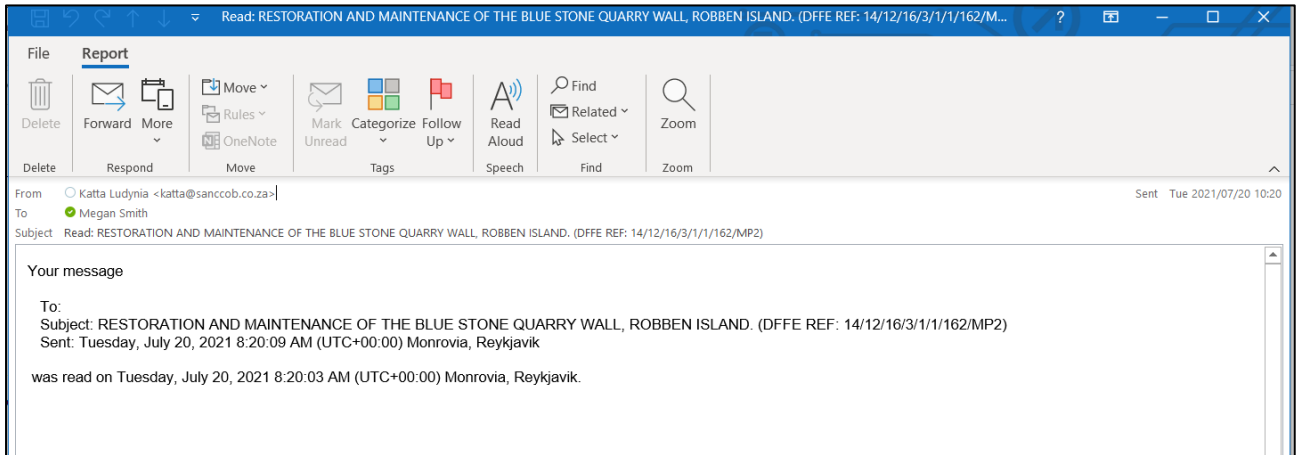 Read: RESTORATION AND MAINTENANCE OF THE BLUE STONE QUARRY WALL, ROBBEN ISLAND. (DFFE REF: 14/12/16/3/1/1/162/M... ?
File Report
Delete
Forward
More
Move
Rules
OneNote
Mark Unread
Categorize
Follow Up
Read Aloud
Find
Related
Select
Zoom
Delete Respond Move Tags Speech Find Zoom
From Katta Ludynia <katta@sanccob.co.za> Sent Tue 2021/07/20 10:20
To Megan Smith
Subject Read: RESTORATION AND MAINTENANCE OF THE BLUE STONE QUARRY WALL, ROBBEN ISLAND. (DFFE REF: 14/12/16/3/1/1/162/MP2)
Your message
To:
Subject: RESTORATION AND MAINTENANCE OF THE BLUE STONE QUARRY WALL, ROBBEN ISLAND. (DFFE REF: 14/12/16/3/1/1/162/MP2)
Sent: Tuesday, July 20, 2021 8:20:09 AM (UTC+00:00) Monrovia, Reykjavik
was read on Tuesday, July 20, 2021 8:20:03 AM (UTC+00:00) Monrovia, Reykjavik.